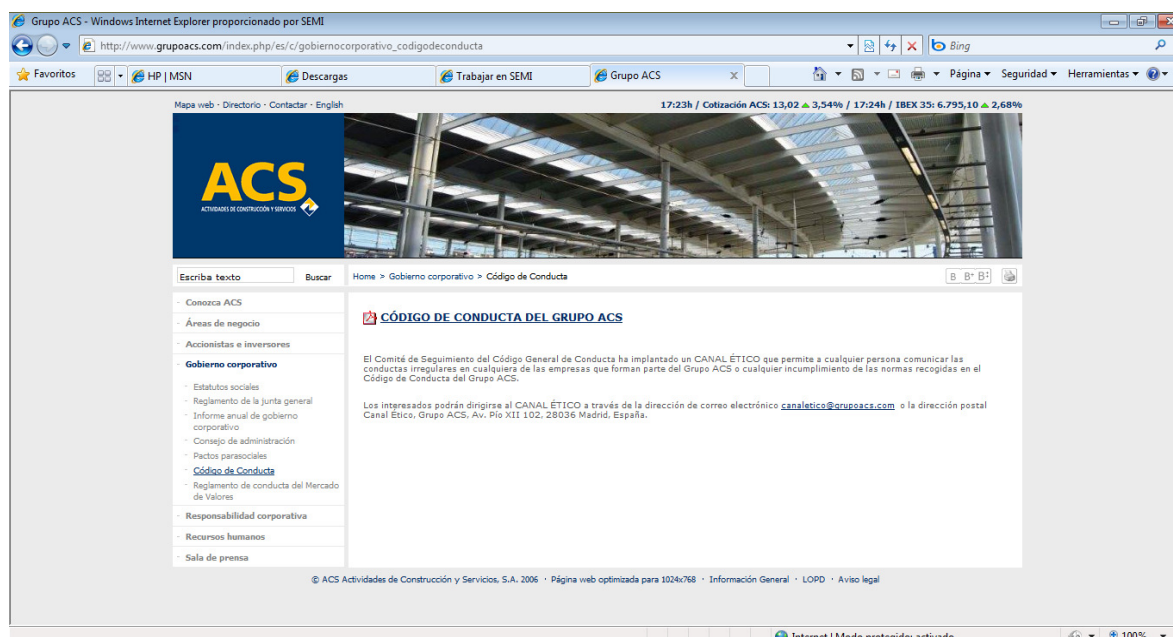 Grupo ACS - Windows Internet Explorer proporcionado por SEMI
http://www.grupoacs.com/index.php/es/c/gobiernocorporativo_codigodeconducta
Bing
Favoritos
HP | MSN
Descargas
Trabajar en SEMI
Grupo ACS
X
Página
Seguridad
Herramientas
Mapa web · Directorio · Contactar · English
17:23h / Cotización ACS: 13,02 3,54% / 17:24h / IBEX 35: 6.795,10 2,68%
ACS
ACTIVIDADES DE CONSTRUCCIÓN Y SERVICIOS
Escriba texto
Buscar
Home > Gobierno corporativo > Código de Conducta
B B- B+
Conozca ACS
Áreas de negocio
Accionistas e inversores
Gobierno corporativo
Estatutos sociales
Reglamento de la junta general
Informe anual de gobierno
corporativo
Consejo de administración
Pactos parasociales
Código de Conducta
Reglamento de conducta del Mercado
de Valores
Responsabilidad corporativa
Recursos humanos
Sala de prensa
CÓDIGO DE CONDUCTA DEL GRUPO ACS
El Comité de Seguimiento del Código General de Conducta ha implantado un CANAL ÉTICO que permite a cualquier persona comunicar las
conductas irregulares en cualquiera de las empresas que forman parte del Grupo ACS o cualquier incumplimiento de las normas recogidas en el
Código de Conducta del Grupo ACS.
Los interesados podrán dirigirse al CANAL ÉTICO a través de la dirección de correo electrónico canaletico@grupoacs.com o la dirección postal
Canal Ético, Grupo ACS, Av. Pío XII 102, 28036 Madrid, España.
© ACS Actividades de Construcción y Servicios, S.A. 2006 · Página web optimizada para 1024x768 · Información General · LOPD · Aviso legal
Internet | Modo protegido: activado
100%